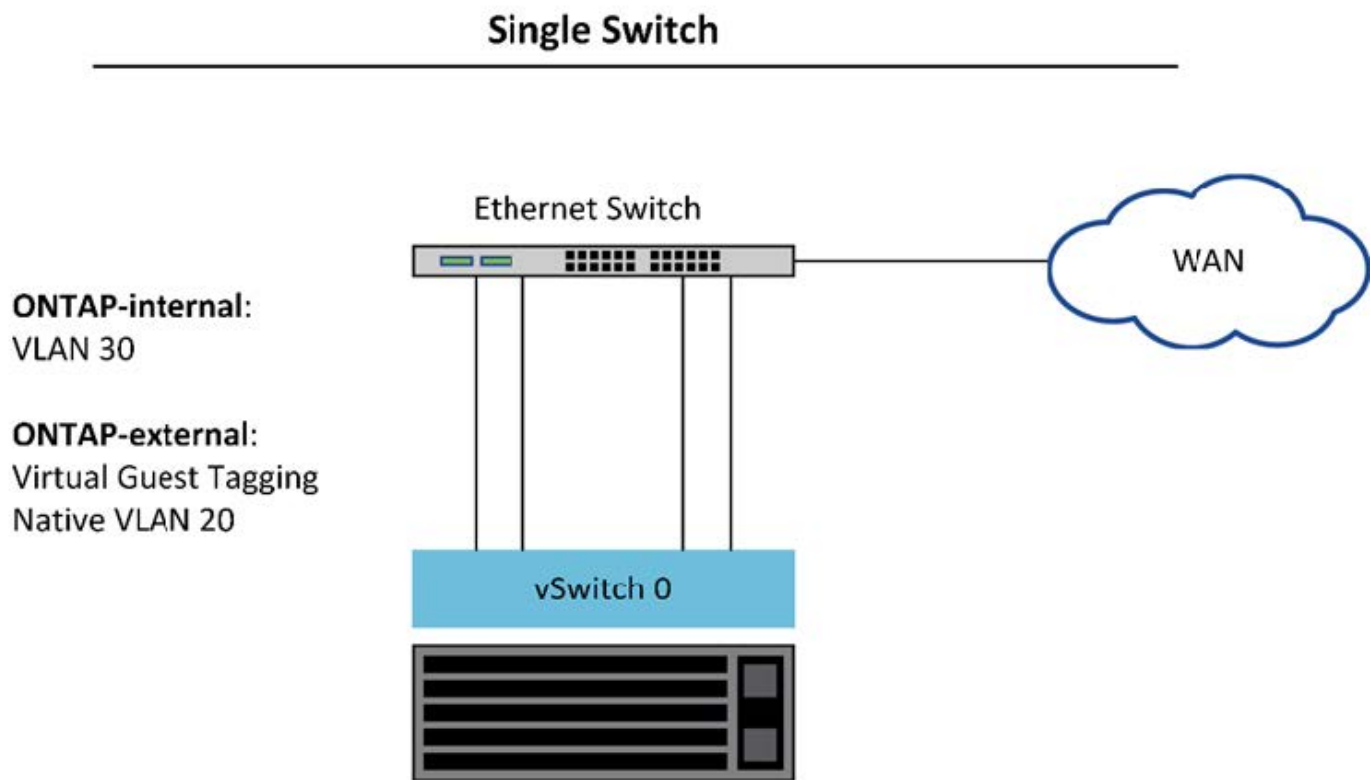 Single Switch
Ethernet Switch
WAN
ONTAP-internal:
VLAN 30
ONTAP-external:
Virtual Guest Tagging
Native VLAN 20
vSwitch 0